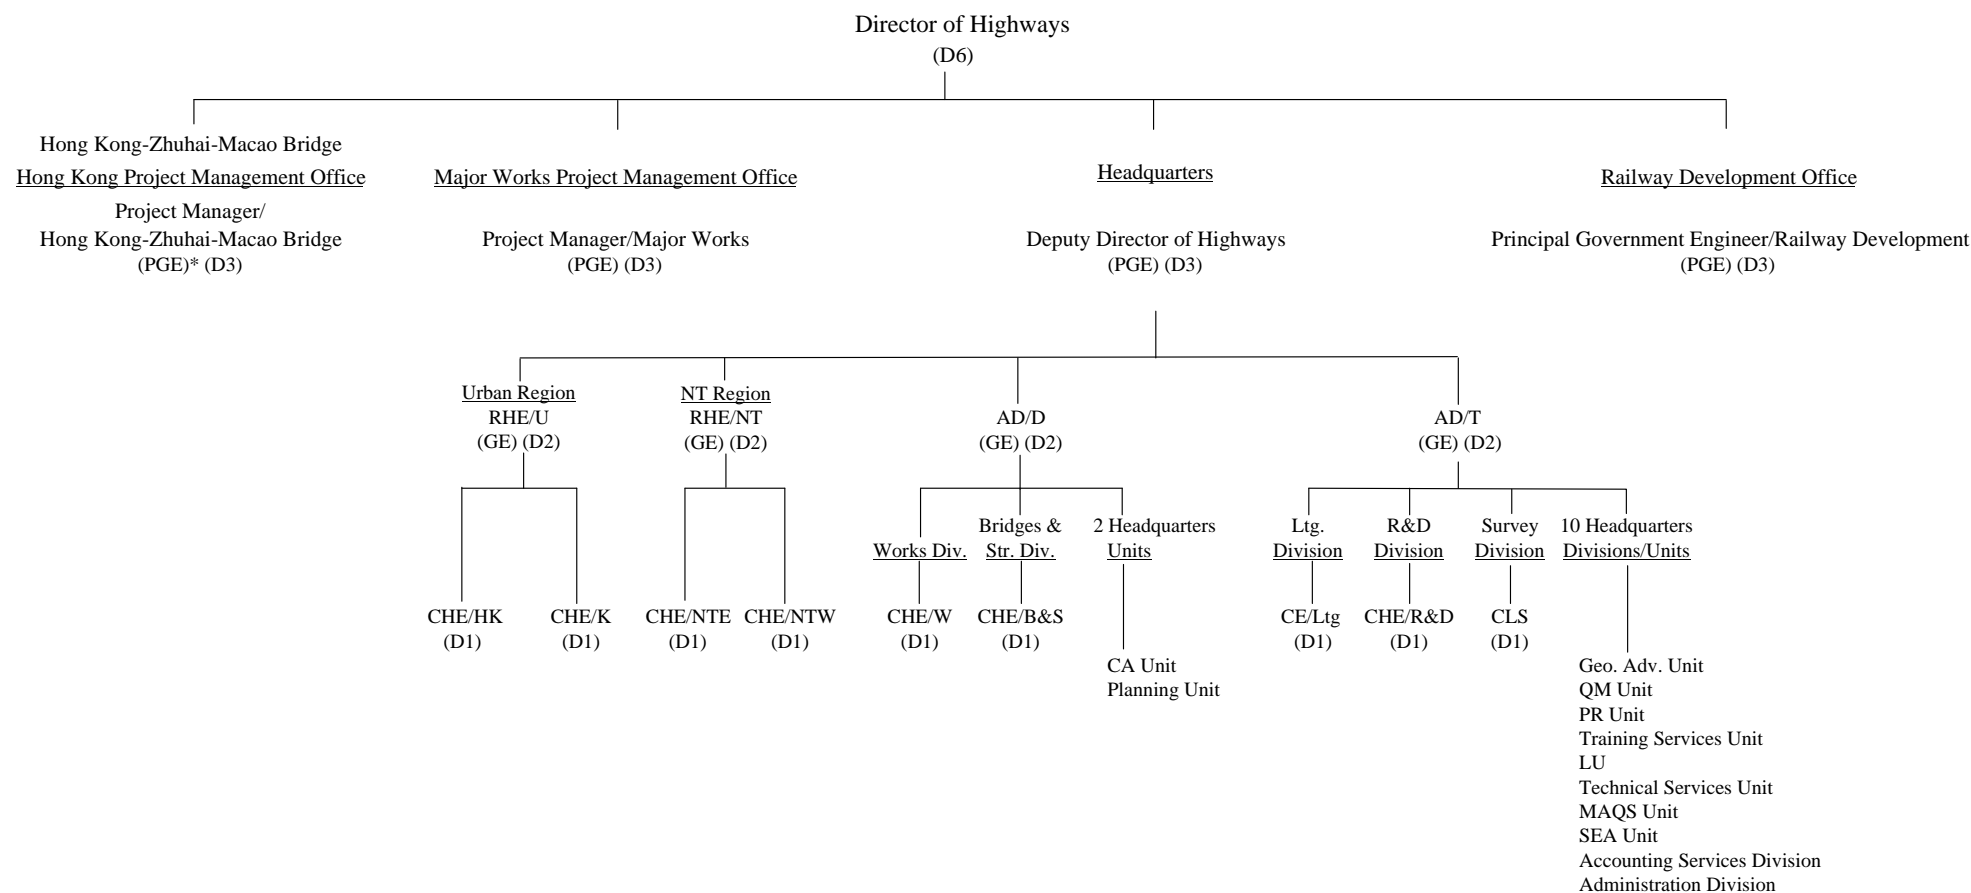 Director of Highways
(D6)
Hong Kong-Zhuhai-Macao Bridge
Hong Kong Project Management Office
Project Manager/
Hong Kong-Zhuhai-Macao Bridge
(PGE)* (D3)
Major Works Project Management Office
Project Manager/Major Works
(PGE) (D3)
Headquarters
Deputy Director of Highways
(PGE) (D3)
Railway Development Office
Principal Government Engineer/Railway Development
(PGE) (D3)
Urban Region
RHE/U
(GE) (D2)
NT Region
RHE/NT
(GE) (D2)
AD/D
(GE) (D2)
AD/T
(GE) (D2)
CHE/HK
(D1)
CHE/K
(D1)
CHE/NTE
(D1)
CHE/NTW
(D1)
Works Div.
CHE/W
(D1)
Bridges &
Str. Div.
CHE/B&S
(D1)
2 Headquarters
Units
CA Unit
Planning Unit
Ltg.
Division
CE/Ltg
(D1)
R&D
Division
CHE/R&D
(D1)
Survey
Division
CLS
(D1)
10 Headquarters
Divisions/Units
Geo. Adv. Unit
QM Unit
PR Unit
Training Services Unit
LU
Technical Services Unit
MAQS Unit
SEA Unit
Accounting Services Division
Administration Division